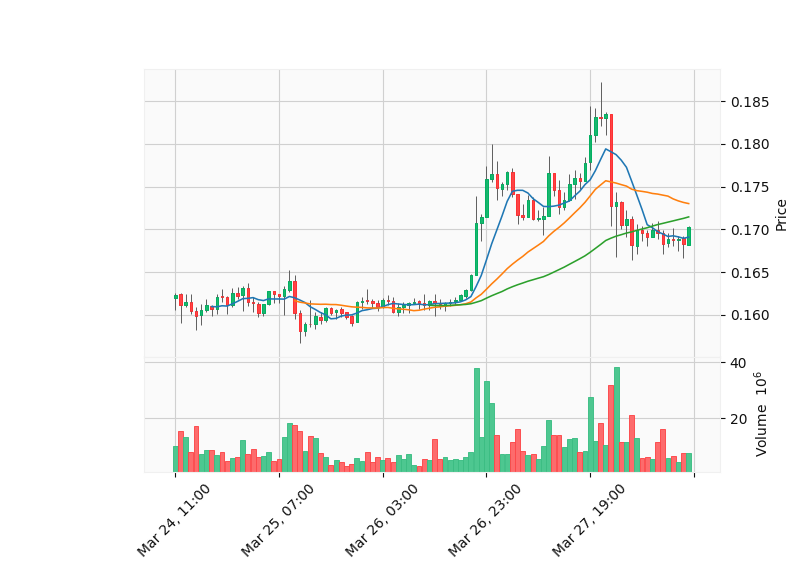 0.185
0.180
0.175
0.170
0.165
0.160
Price
40
20
Volume 10^6
Mar 24, 11:00
Mar 25, 07:00
Mar 26, 03:00
Mar 26, 23:00
Mar 27, 19:00